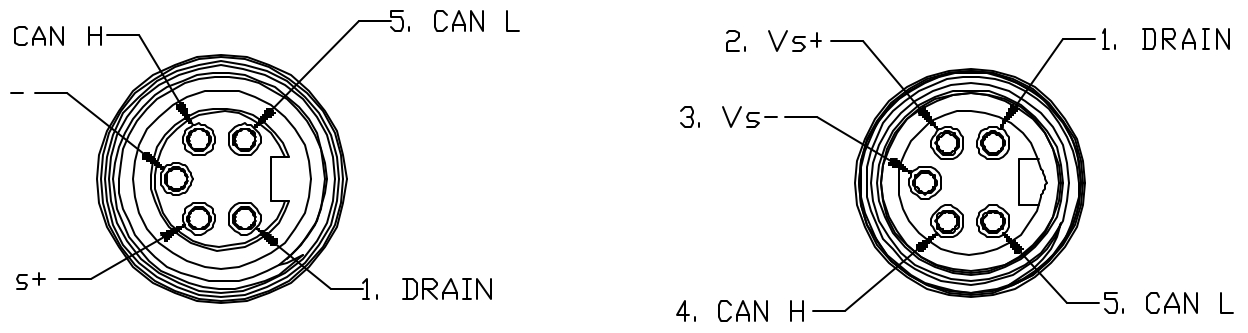 CAN H
5. CAN L
-
s+
1. DRAIN
2. Vs+
1. DRAIN
3. Vs-
4. CAN H
5. CAN L